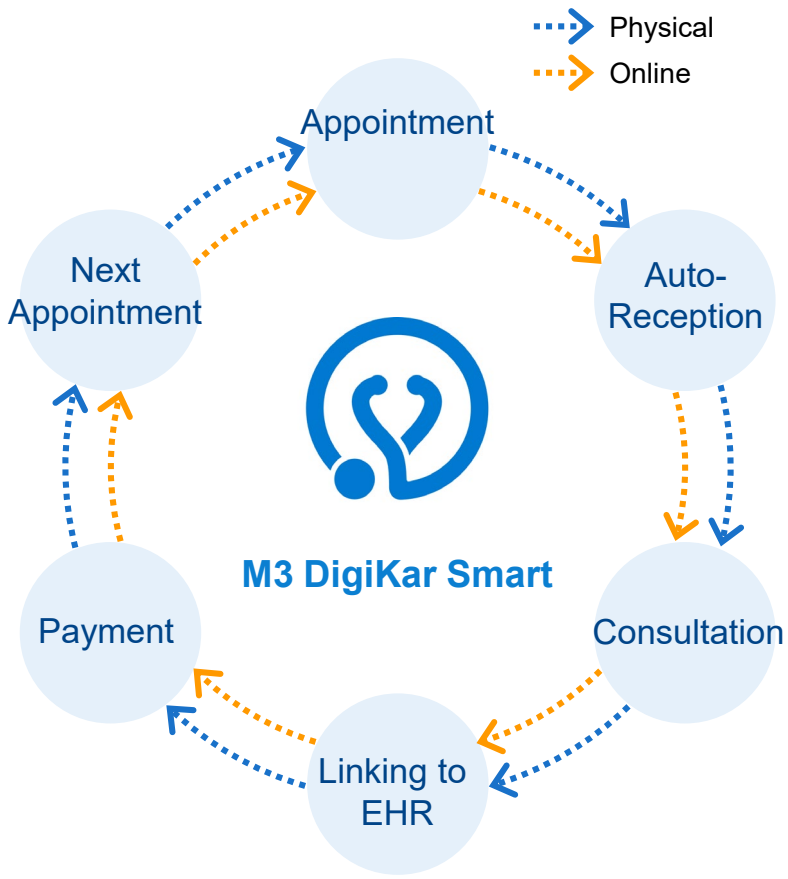 Physical
Online
Appointment
Auto-
Reception
Consultation
Linking to
EHR
Payment
Next
Appointment
M3 DigiKar Smart